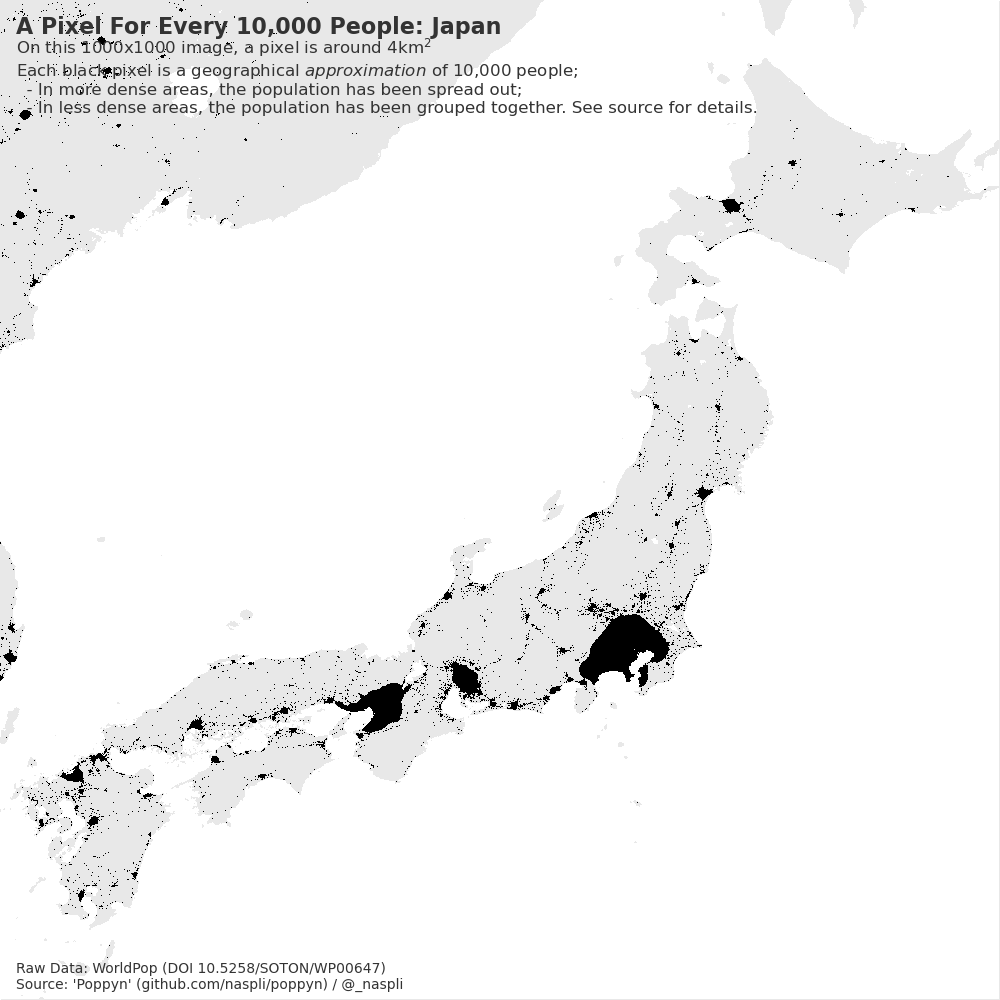 A Pixel For Every 10,000 People: Japan
On this 1000x1000 image, a pixel is around 4km²
Each black pixel is a geographical approximation of 10,000 people;
- In more dense areas, the population has been spread out;
- In less dense areas, the population has been grouped together. See source for details.
Raw Data: WorldPop (DOI 10.5258/SOTON/WP00647)
Source: 'Poppyn' (github.com/naspli/poppyn) / @_naspli